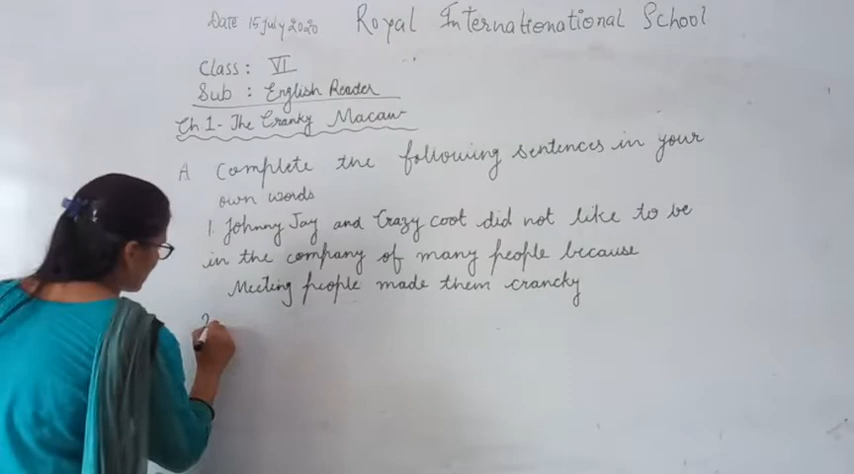 Date 15 July 2020 Royal International School
Class : VI
Sub : English Reader
Ch 1 - The Cranky Macaw
A Complete the following sentences in your
own words
1. Johnny Jay and Crazy coot did not like to be
in the company of many people because
Meeting people made them crancky
2